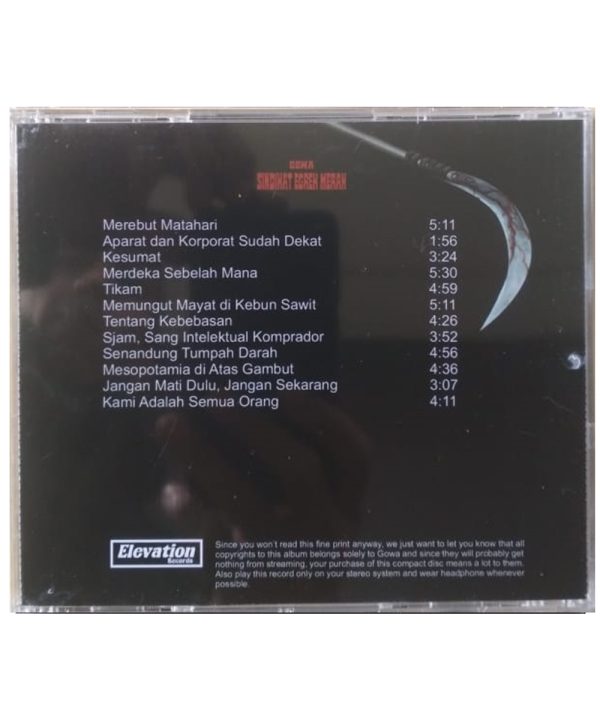 GOWA
SINDIKAT EGREK MERAH
Merebut Matahari 5:11
Aparat dan Korporat Sudah Dekat 1:56
Kesumat 3:24
Merdeka Sebelah Mana 5:30
Tikam 4:59
Memungut Mayat di Kebun Sawit 5:11
Tentang Kebebasan 4:26
Sjam, Sang Intelektual Komprador 3:52
Senandung Tumpah Darah 4:56
Mesopotamia di Atas Gambut 4:36
Jangan Mati Dulu, Jangan Sekarang 3:07
Kami Adalah Semua Orang 4:11
Elevation
Records
Since you won't read this fine print anyway, we just want to let you know that all
copyrights to this album belongs solely to Gowa and since they will probably get
nothing from streaming, your purchase of this compact disc means a lot to them.
Also play this record only on your stereo system and wear headphone whenever
possible.